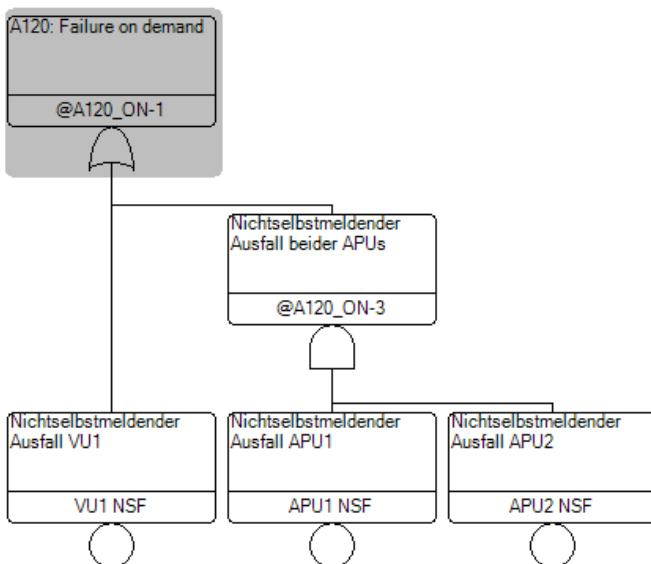 A120: Failure on demand
@A120_ON-1
Nichtselbstmeldender
Ausfall beider APUs
@A120_ON-3
Nichtselbstmeldender
Ausfall VU1
VU1 NSF
Nichtselbstmeldender
Ausfall APU1
APU1 NSF
Nichtselbstmeldender
Ausfall APU2
APU2 NSF